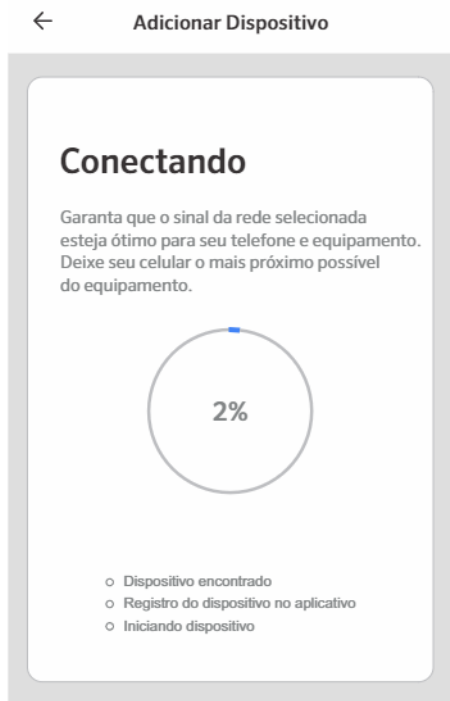 Adicionar Dispositivo
Conectando
Garanta que o sinal da rede selecionada
esteja ótimo para seu telefone e equipamento.
Deixe seu celular o mais próximo possível
do equipamento.
2%
Dispositivo encontrado
Registro do dispositivo no aplicativo
Iniciando dispositivo